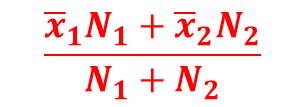 x̅₁N₁ + x̅₂N₂
N₁ + N₂